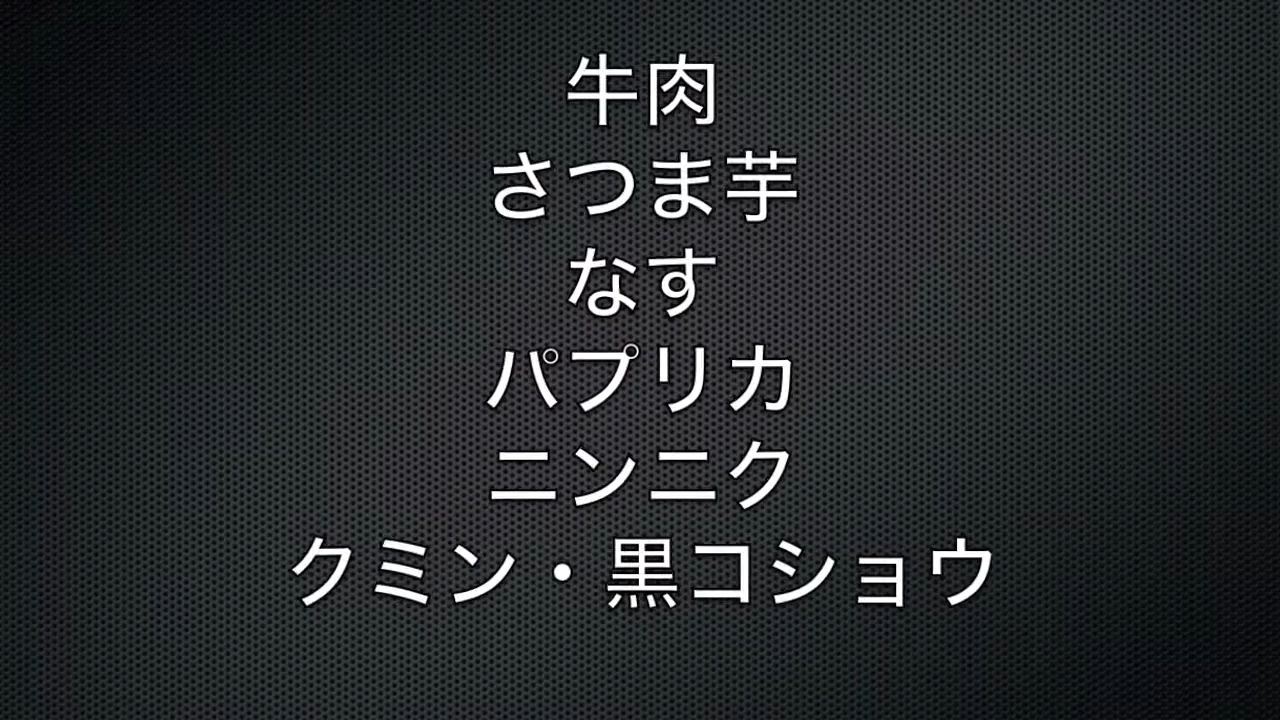 牛肉
さつま芋
なす
パプリカ
ニンニク
クミン・黒コショウ